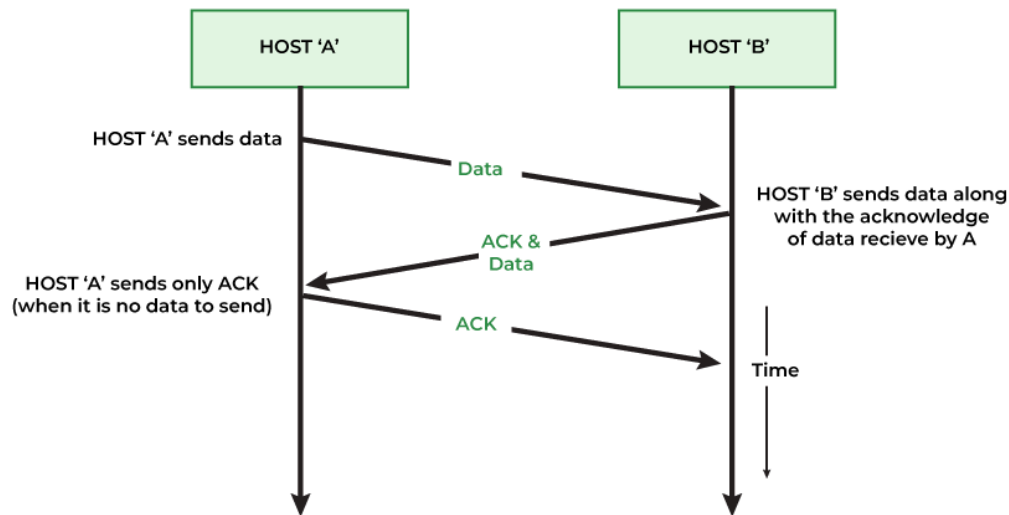 HOST ‘A’
HOST ‘B’
HOST ‘A’ sends data
Data
HOST ‘B’ sends data along
with the acknowledge
of data recieve by A
ACK &
Data
HOST ‘A’ sends only ACK
(when it is no data to send)
ACK
Time